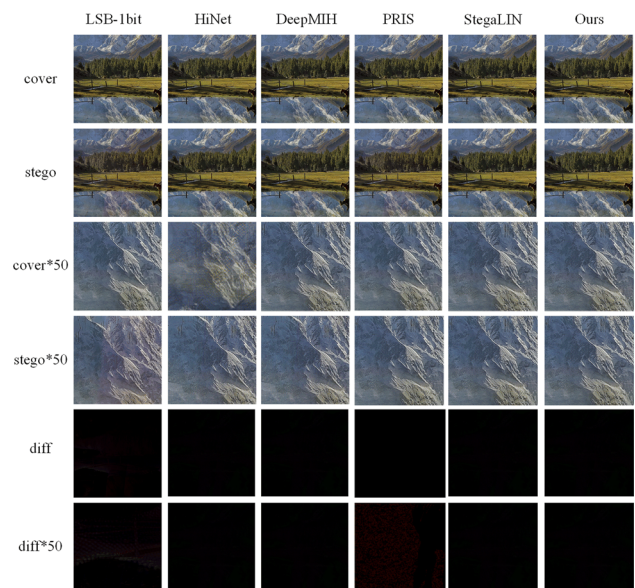 LSB-1bit HiNet DeepMIH PRIS StegaLIN Ours
cover
stego
cover*50
stego*50
diff
diff*50